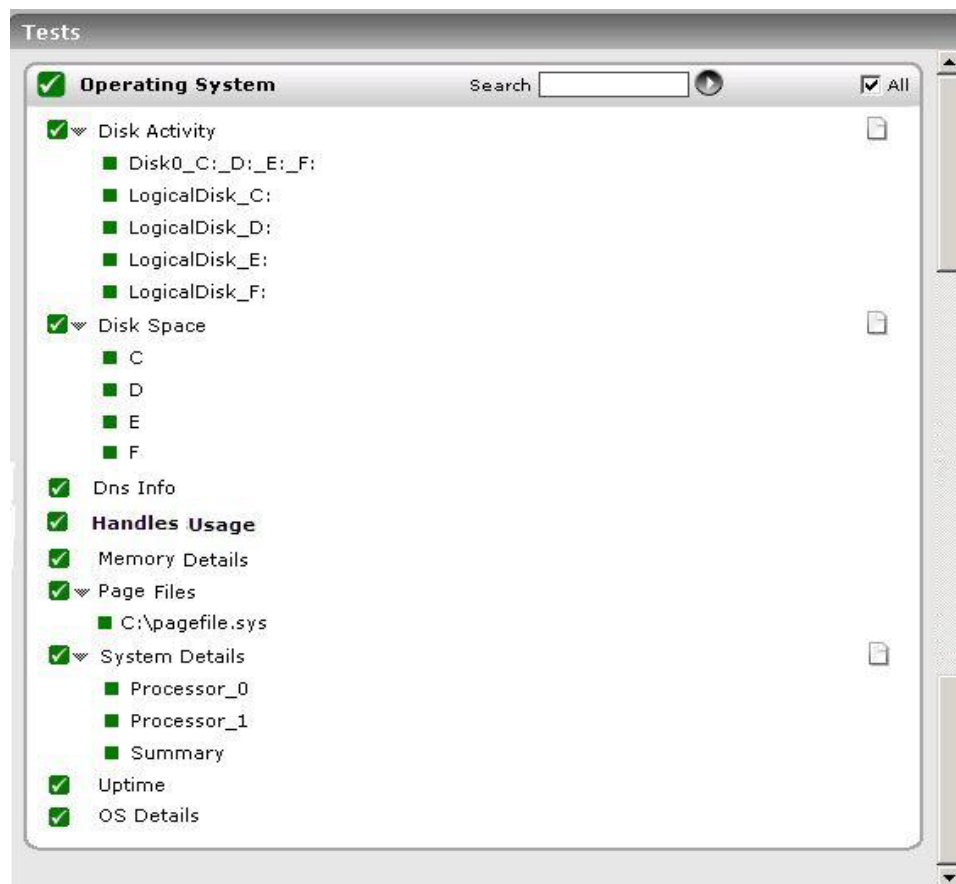 Tests
Operating System Search All
Disk Activity
Disk0_C:_D:_E:_F:
LogicalDisk_C:
LogicalDisk_D:
LogicalDisk_E:
LogicalDisk_F:
Disk Space
C
D
E
F
Dns Info
Handles Usage
Memory Details
Page Files
C:\pagefile.sys
System Details
Processor_0
Processor_1
Summary
Uptime
OS Details